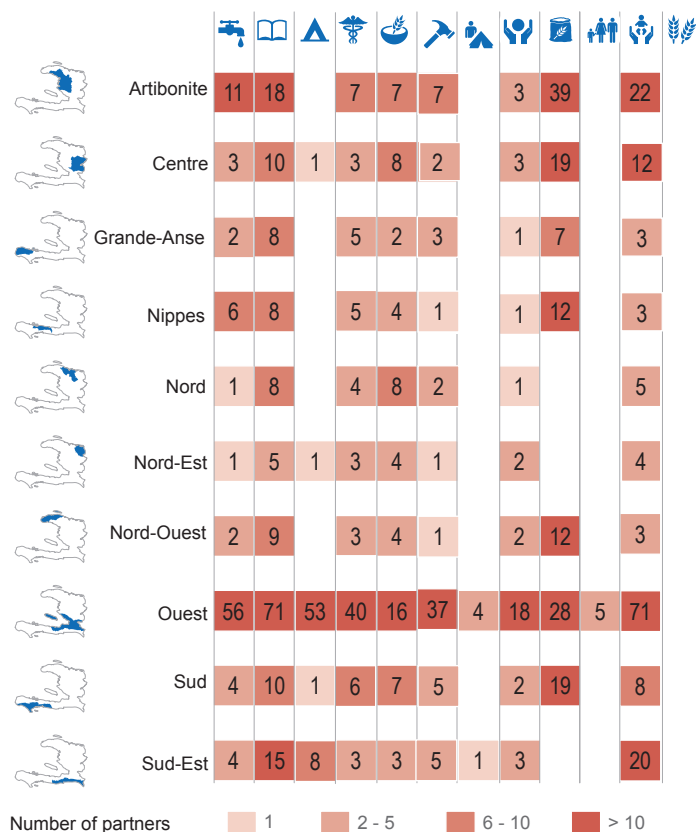 Artibonite 11 18 7 7 7 3 39 22
Centre 3 10 1 3 8 2 3 19 12
Grande-Anse 2 8 5 2 3 1 7 3
Nippes 6 8 5 4 1 1 12 3
Nord 1 8 4 8 2 1 5
Nord-Est 1 5 1 3 4 1 2 4
Nord-Ouest 2 9 3 4 1 2 12 3
Ouest 56 71 53 40 16 37 4 18 28 5 71
Sud 4 10 1 6 7 5 2 19 8
Sud-Est 4 15 8 3 3 5 1 3 20
Number of partners 1 2 - 5 6 - 10 > 10